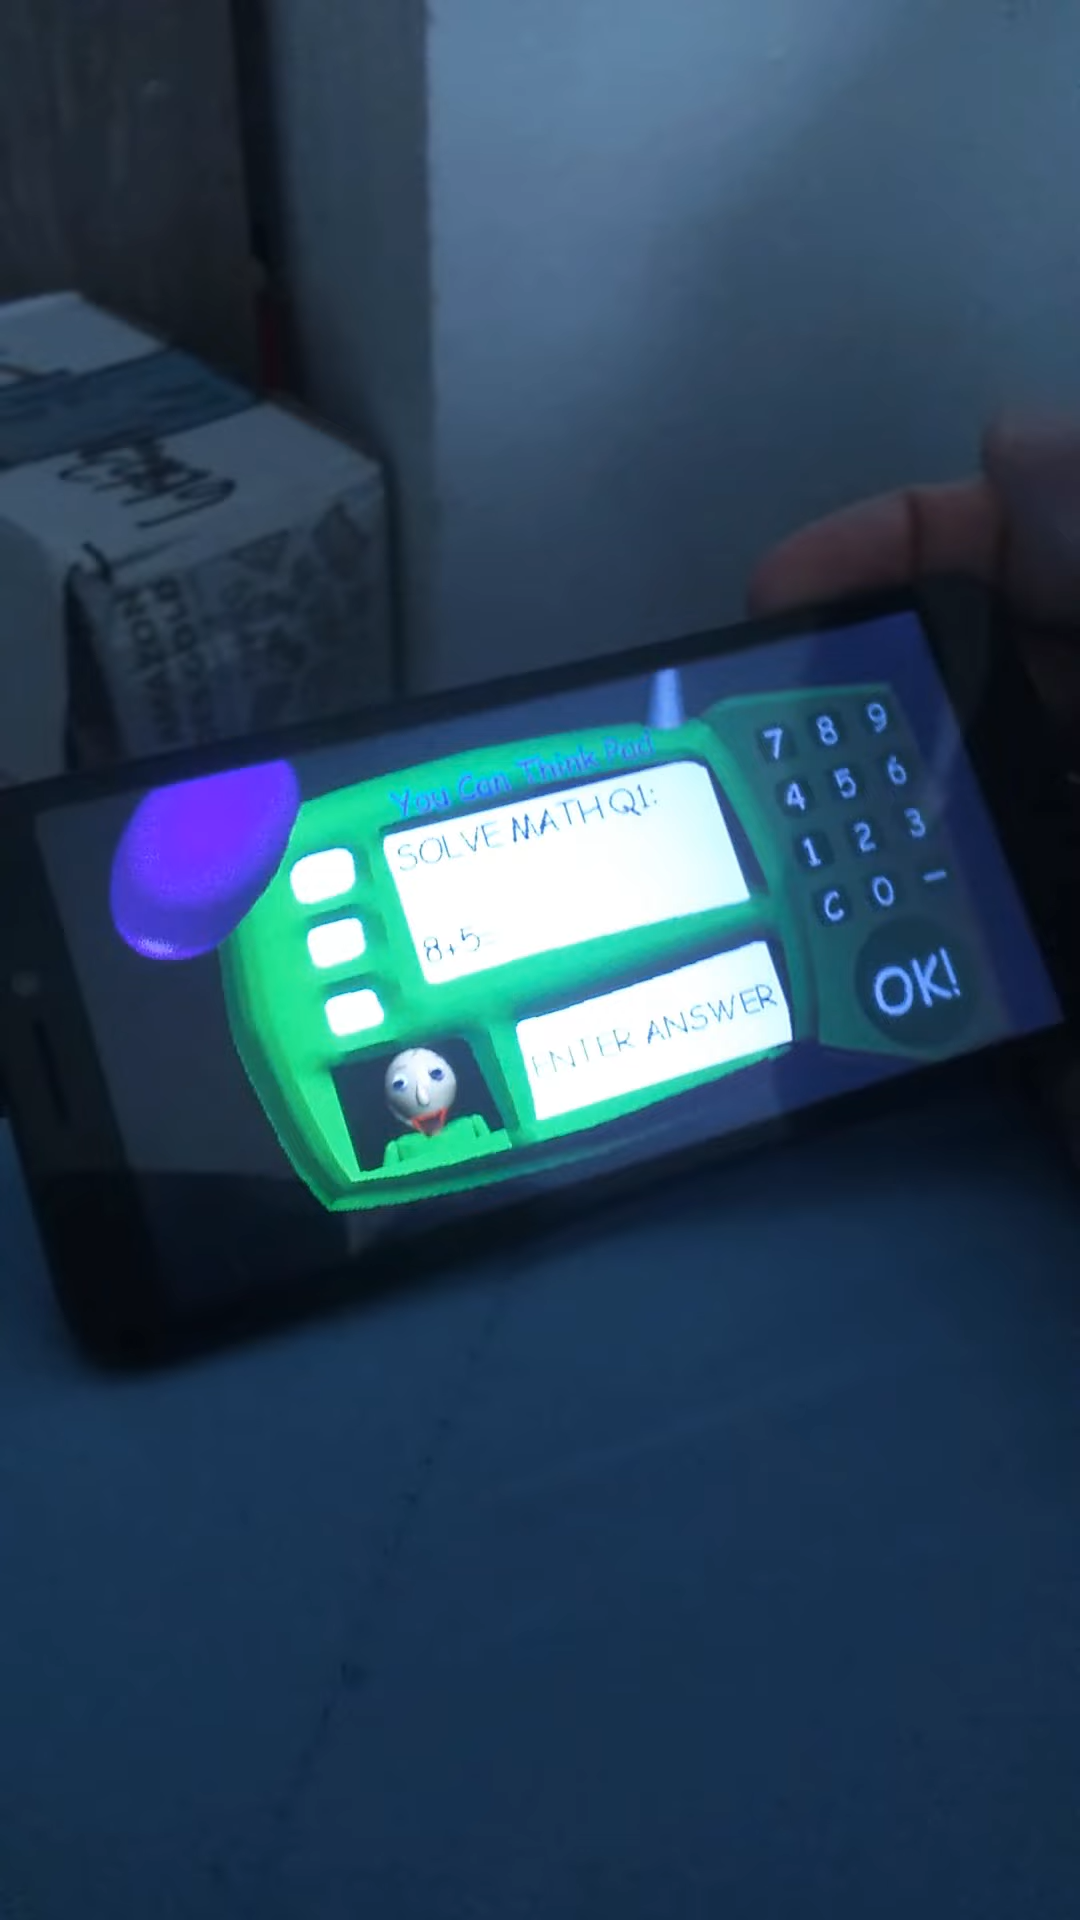 You Can Think Pad
SOLVE MATH Q1:
8+5=
ENTER ANSWER
7 8 9
4 5 6
1 2 3
C 0 -
OK!